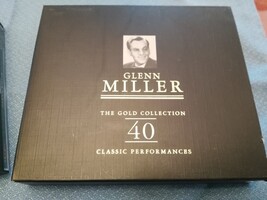 GLENN
MILLER
THE GOLD COLLECTION
40
CLASSIC PERFORMANCES